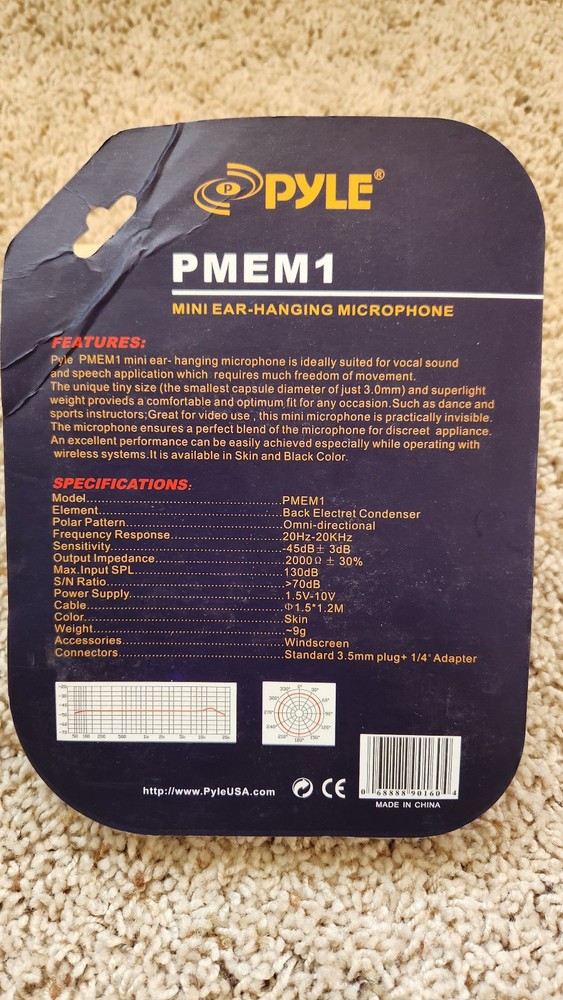 PYLE®
PMEM1
MINI EAR-HANGING MICROPHONE
FEATURES:
Pyle PMEM1 mini ear- hanging microphone is ideally suited for vocal sound
and speech application which requires much freedom of movement.
The unique tiny size (the smallest capsule diameter of just 3.0mm) and superlight
weight provieds a comfortable and optimum fit for any occasion.Such as dance and
sports instructors;Great for video use , this mini microphone is practically invisible.
The microphone ensures a perfect blend of the microphone for discreet appliance.
An excellent performance can be easily achieved especially while operating with
wireless systems.It is available in Skin and Black Color.
SPECIFICATIONS:
Model..........................................PMEM1
Element........................................Back Electret Condenser
Polar Pattern..................................Omni-directional
Frequency Response.............................20Hz-20KHz
Sensitivity....................................-45dB ± 3dB
Output Impedance...............................2000Ω ± 30%
Max.Input SPL..................................130dB
S/N Ratio......................................>70dB
Power Supply...................................1.5V-10V
Cable..........................................Φ1.5*1.2M
Color..........................................Skin
Weight.........................................~9g
Accessories....................................Windscreen
Connectors.....................................Standard 3.5mm plug+ 1/4" Adapter
http://www.PyleUSA.com
CE
0 68888 90160 4
MADE IN CHINA